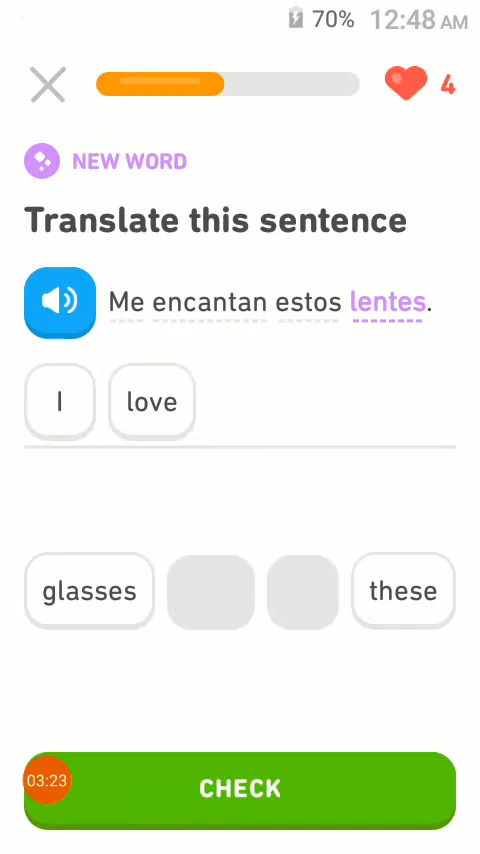 70% 12:48 AM
4
NEW WORD
Translate this sentence
Me encantan estos lentes.
I love
glasses these
03:23 CHECK